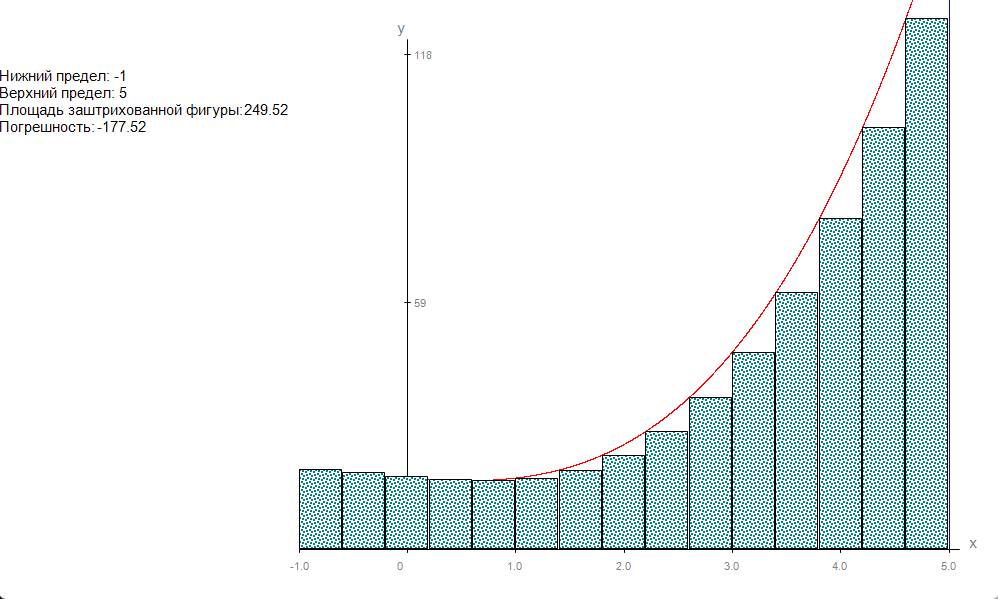 y
118
Нижний предел: -1
Верхний предел: 5
Площадь заштрихованной фигуры:249.52
Погрешность:-177.52
59
x
-1.0 0 1.0 2.0 3.0 4.0 5.0